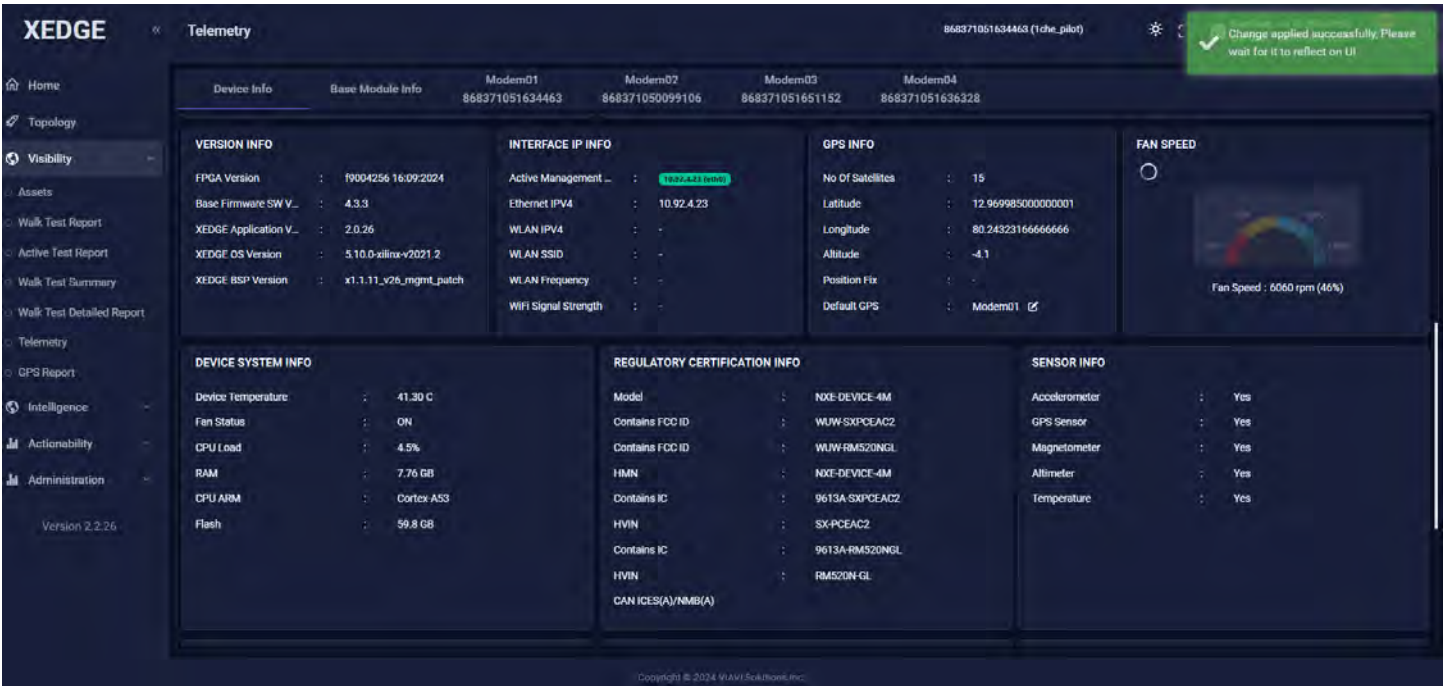 XEDGE
«
Telemetry
868371051634463 (1che_pilot)
Change applied successfully, Please
wait for it to reflect on UI
Home
Topology
Visibility
Assets
Walk Test Report
Active Test Report
Walk Test Summary
Walk Test Detailed Report
Telemetry
GPS Report
Intelligence
Actionability
Administration
Version 2.2.26
Device Info
Base Module Info
Modem01
868371051634463
Modem02
868371050099106
Modem03
868371051651152
Modem04
868371051636328
VERSION INFO
FPGA Version : f9004256 16:09:2024
Base Firmware SW V... : 4.3.3
XEDGE Application V... : 2.0.26
XEDGE OS Version : 5.10.0-xilinx-v2021.2
XEDGE BSP Version : x1.1.11_v26_mgmt_patch
INTERFACE IP INFO
Active Management ... : 10.92.4.23 (eth0)
Ethernet IPV4 : 10.92.4.23
WLAN IPV4 : -
WLAN SSID : -
WLAN Frequency : -
WiFi Signal Strength : -
GPS INFO
No Of Satellites : 15
Latitude : 12.969985000000001
Longitude : 80.24323166666666
Altitude : -4.1
Position Fix : -
Default GPS : Modem01
FAN SPEED
Fan Speed : 6060 rpm (46%)
DEVICE SYSTEM INFO
Device Temperature : 41.30 C
Fan Status : ON
CPU Load : 4.5%
RAM : 7.76 GB
CPU ARM : Cortex-A53
Flash : 59.8 GB
REGULATORY CERTIFICATION INFO
Model : NXE-DEVICE-4M
Contains FCC ID : WUW-SXPCEAC2
Contains FCC ID : WUW-RM520NGL
HMN : NXE-DEVICE-4M
Contains IC : 9613A-SXPCEAC2
HVIN : SX-PCEAC2
Contains IC : 9613A-RM520NGL
HVIN : RM520N-GL
CAN ICES(A)/NMB(A)
SENSOR INFO
Accelerometer : Yes
GPS Sensor : Yes
Magnetometer : Yes
Altimeter : Yes
Temperature : Yes
Copyright © 2024 VIAVI Solutions Inc.